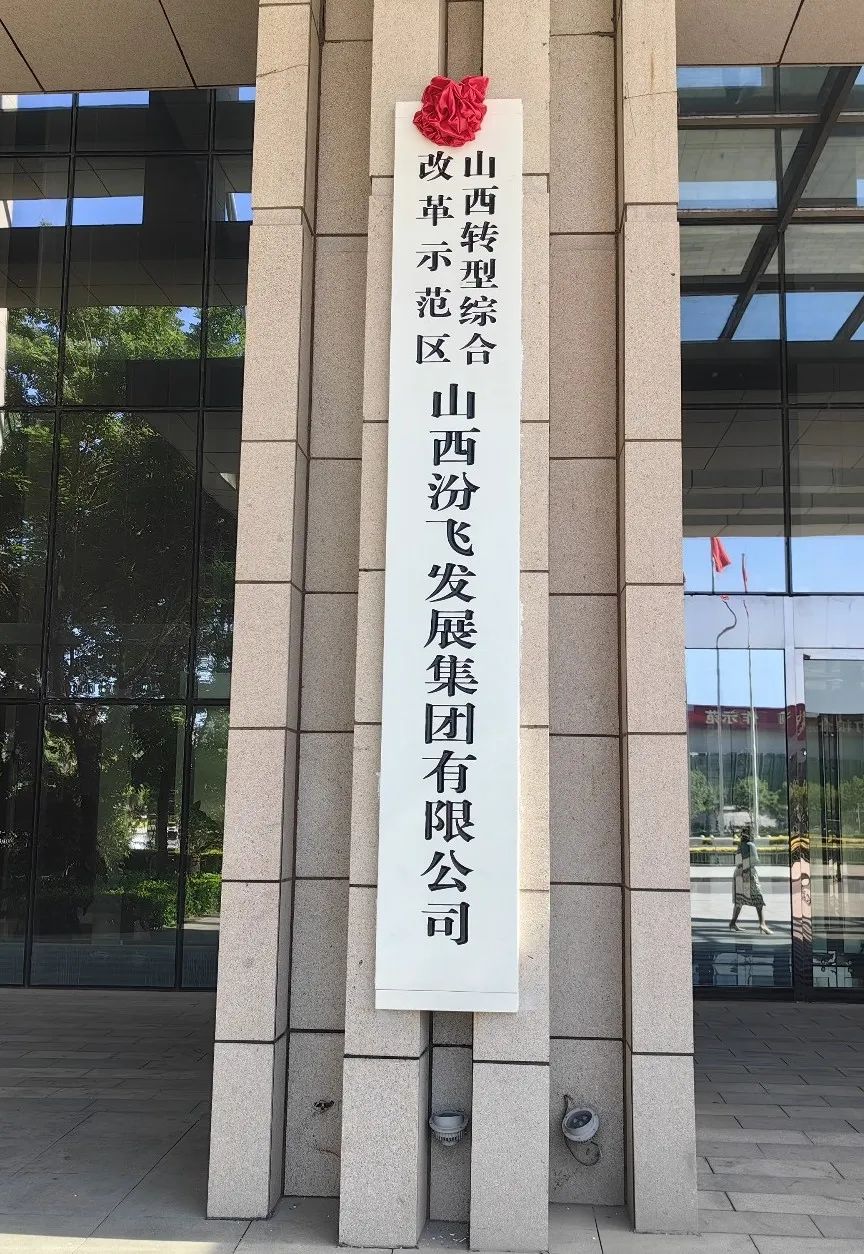 山西转型综合
改革示范区
山西汾飞发展集团有限公司